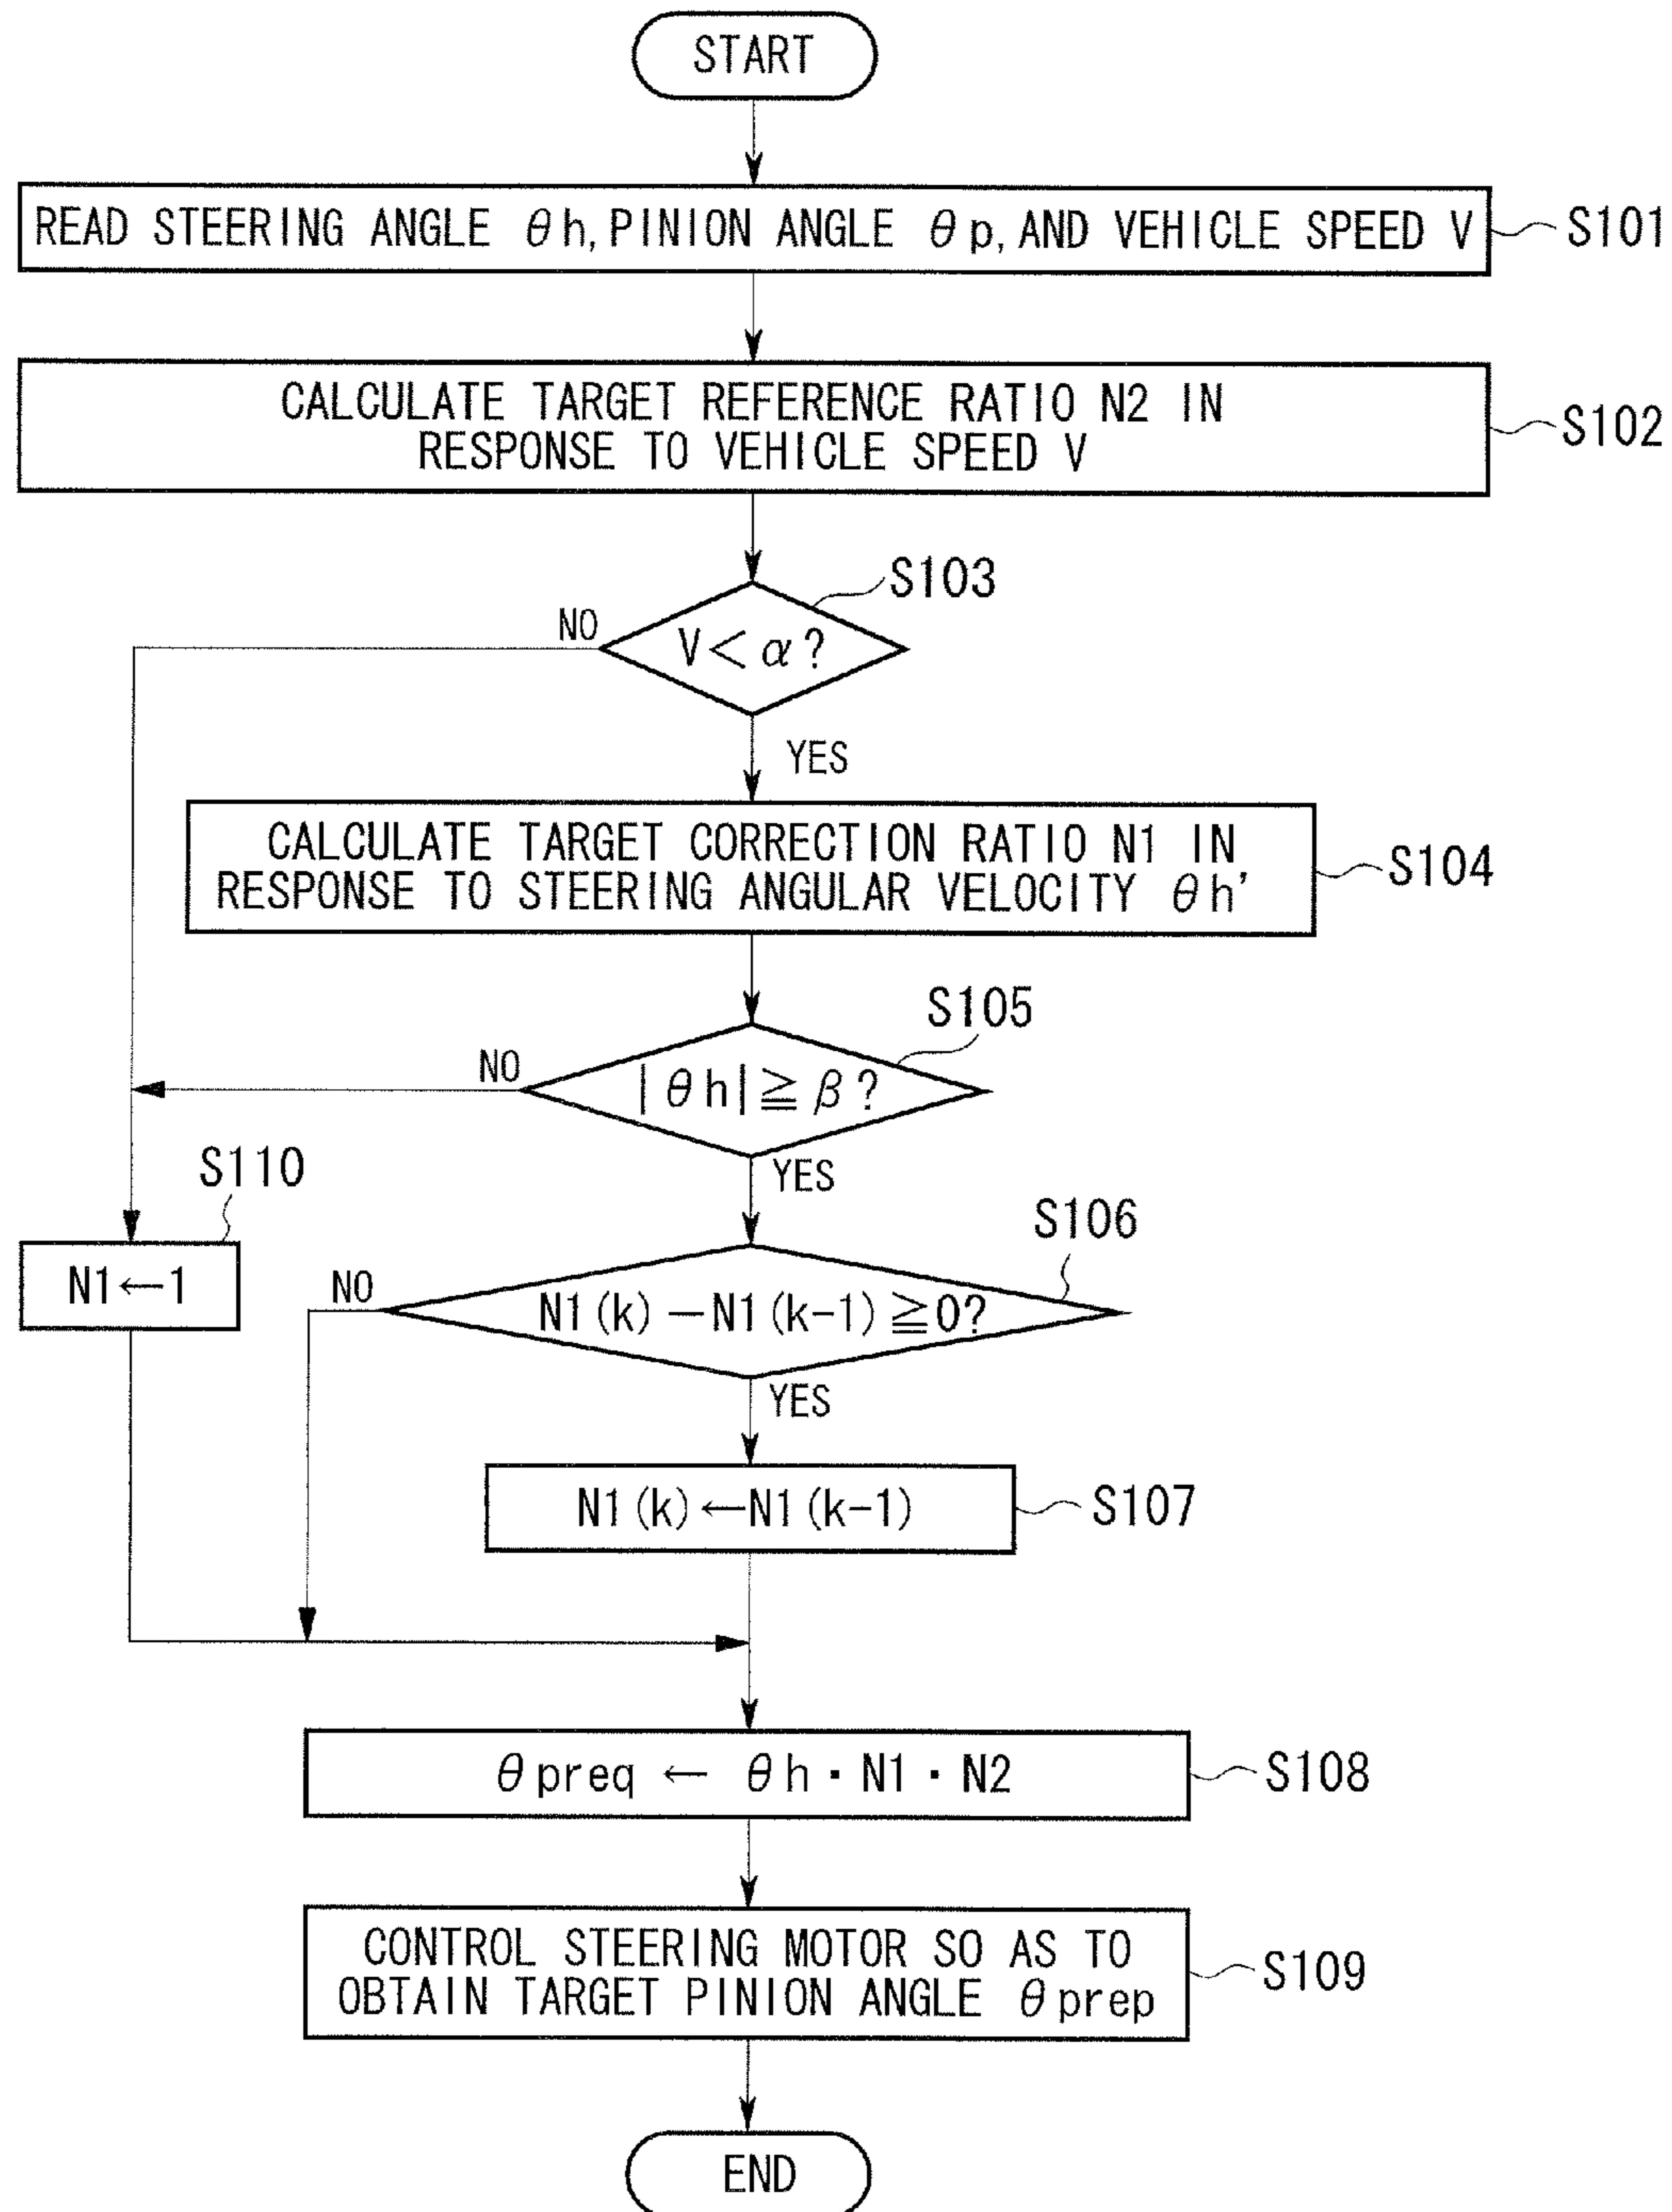 START
READ STEERING ANGLE θh, PINION ANGLE θp, AND VEHICLE SPEED V
S101
CALCULATE TARGET REFERENCE RATIO N2 IN
RESPONSE TO VEHICLE SPEED V
S102
S103
NO
V<α?
YES
CALCULATE TARGET CORRECTION RATIO N1 IN
RESPONSE TO STEERING ANGULAR VELOCITY θh'
S104
S105
NO
|θh|≧β?
YES
S110
N1←1
S106
NO
N1(k)−N1(k-1)≧0?
YES
N1(k)←N1(k-1)
S107
θpreq ← θh・N1・N2
S108
CONTROL STEERING MOTOR SO AS TO
OBTAIN TARGET PINION ANGLE θprep
S109
END